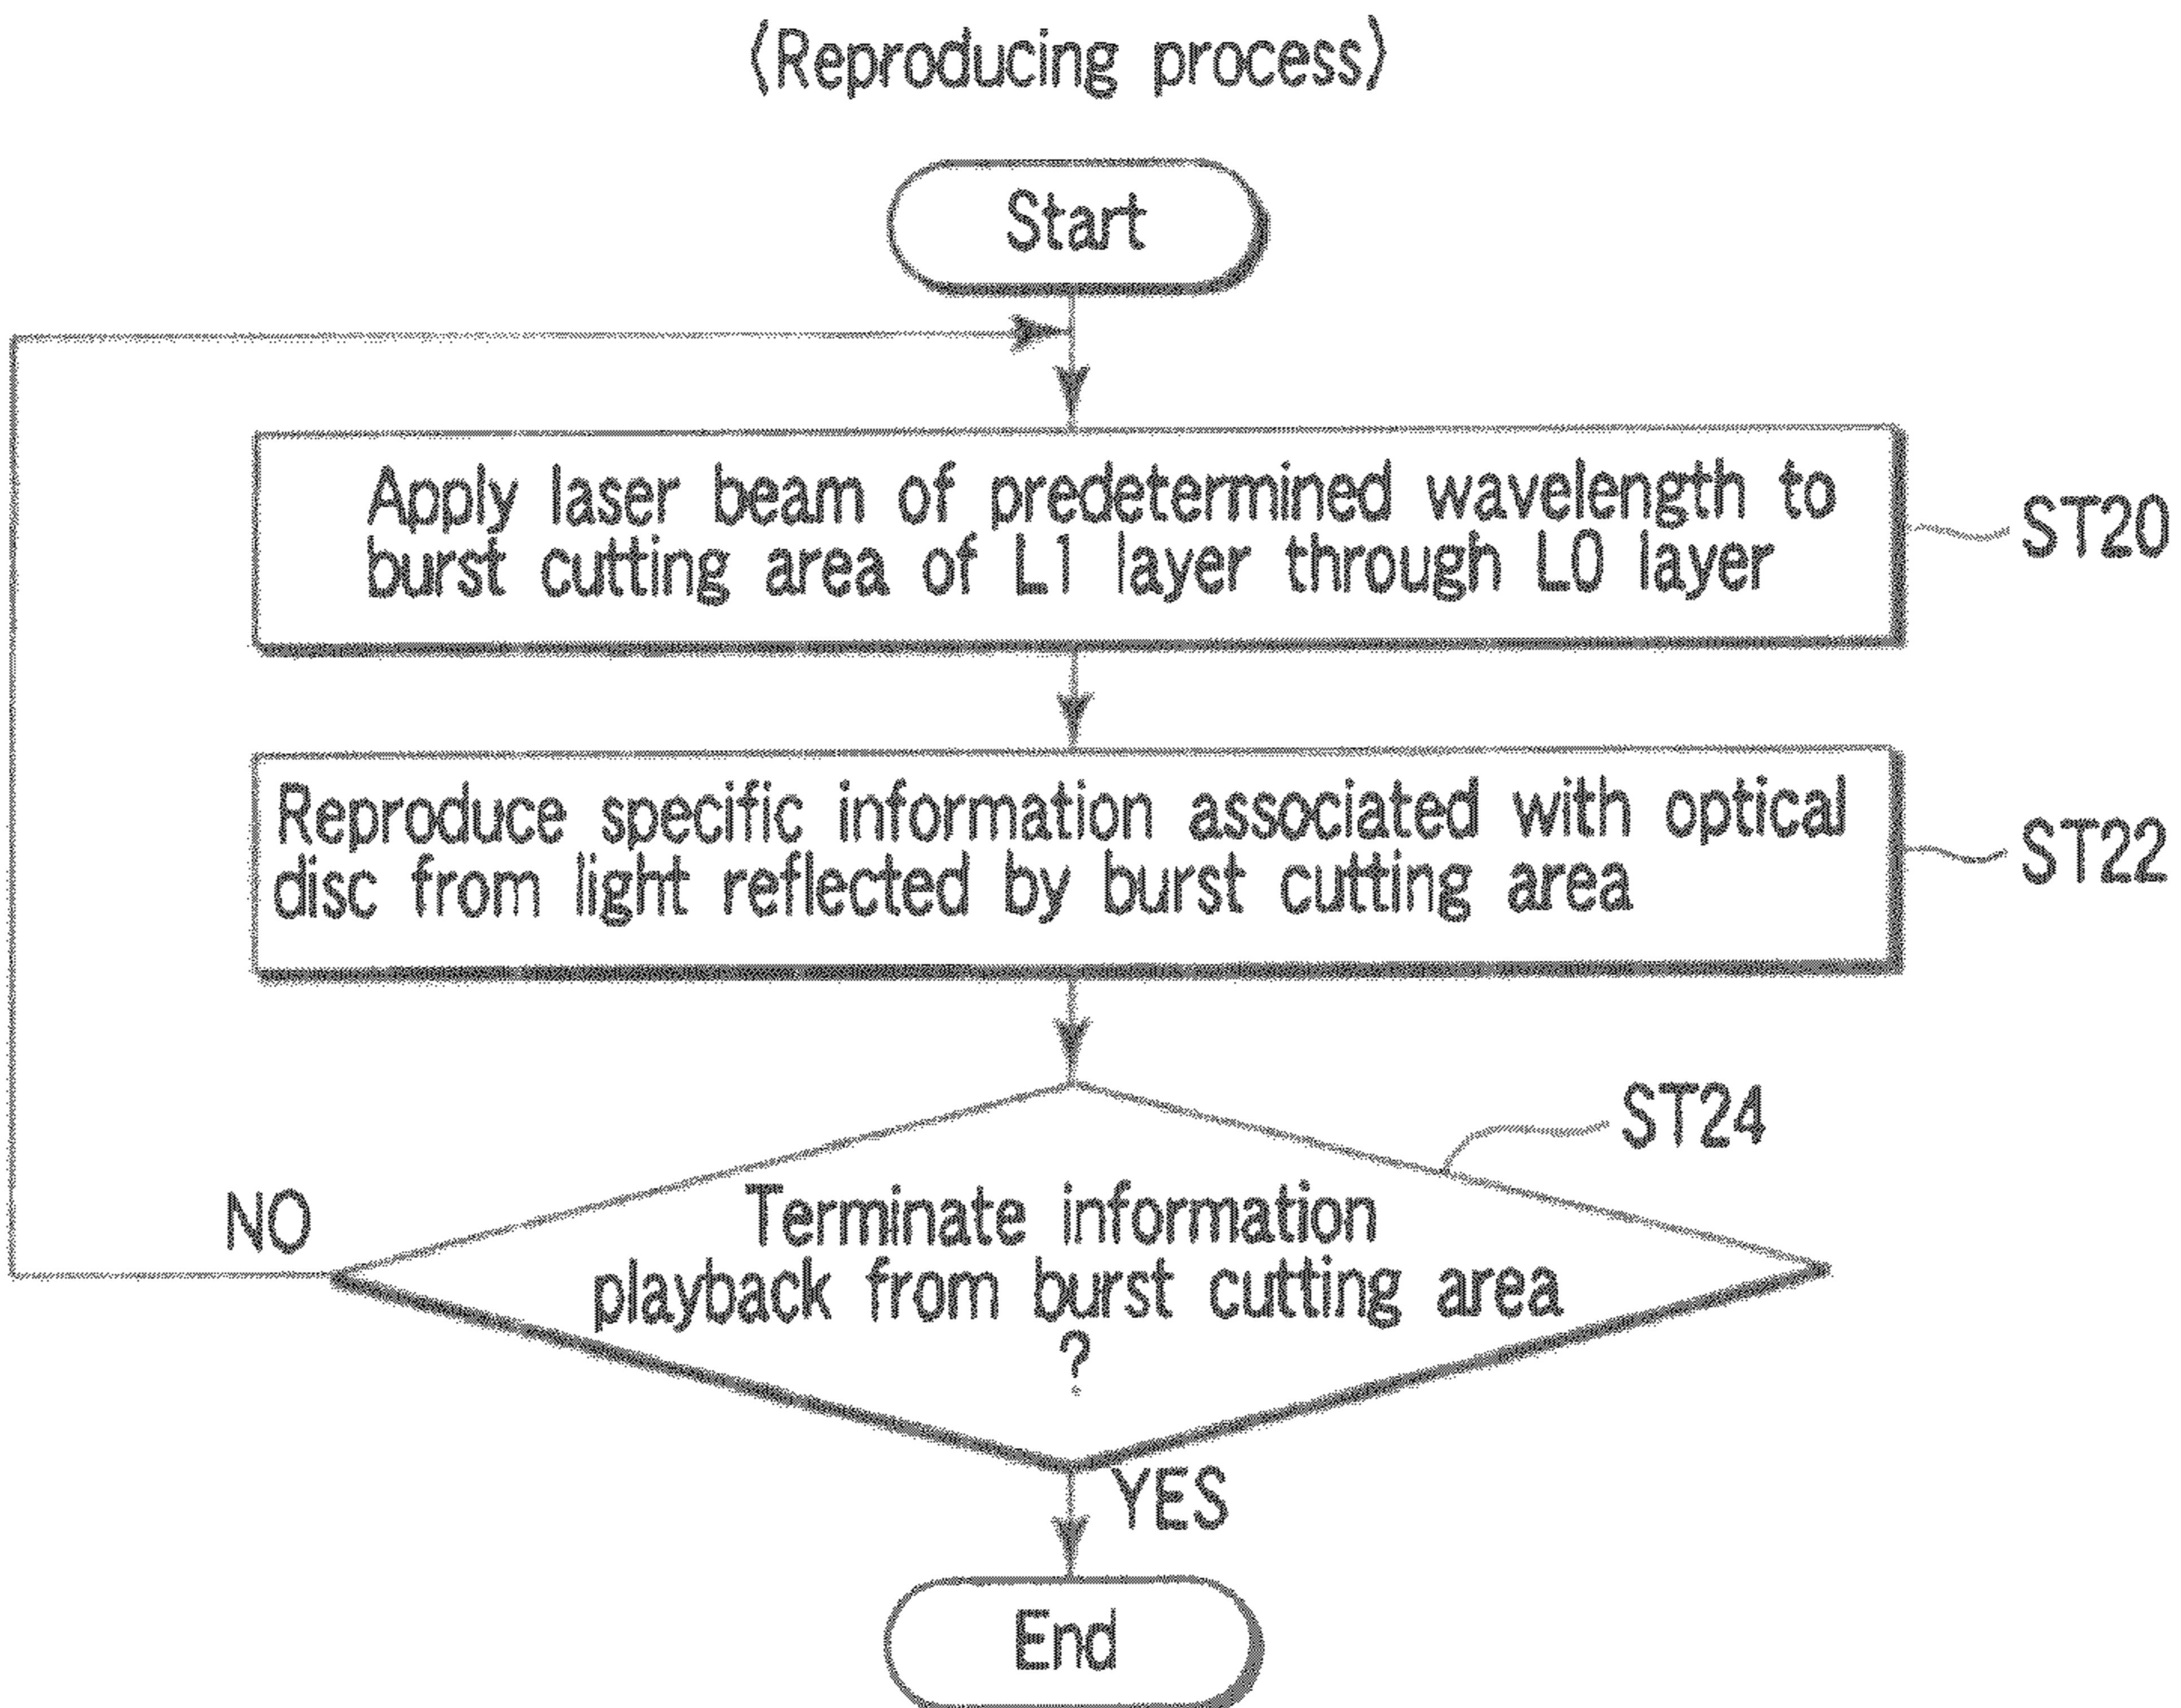 (Reproducing process)
Start
Apply laser beam of predetermined wavelength to
burst cutting area of L1 layer through L0 layer
ST20
Reproduce specific information associated with optical
disc from light reflected by burst cutting area
ST22
ST24
Terminate information
playback from burst cutting area
?
NO
YES
End